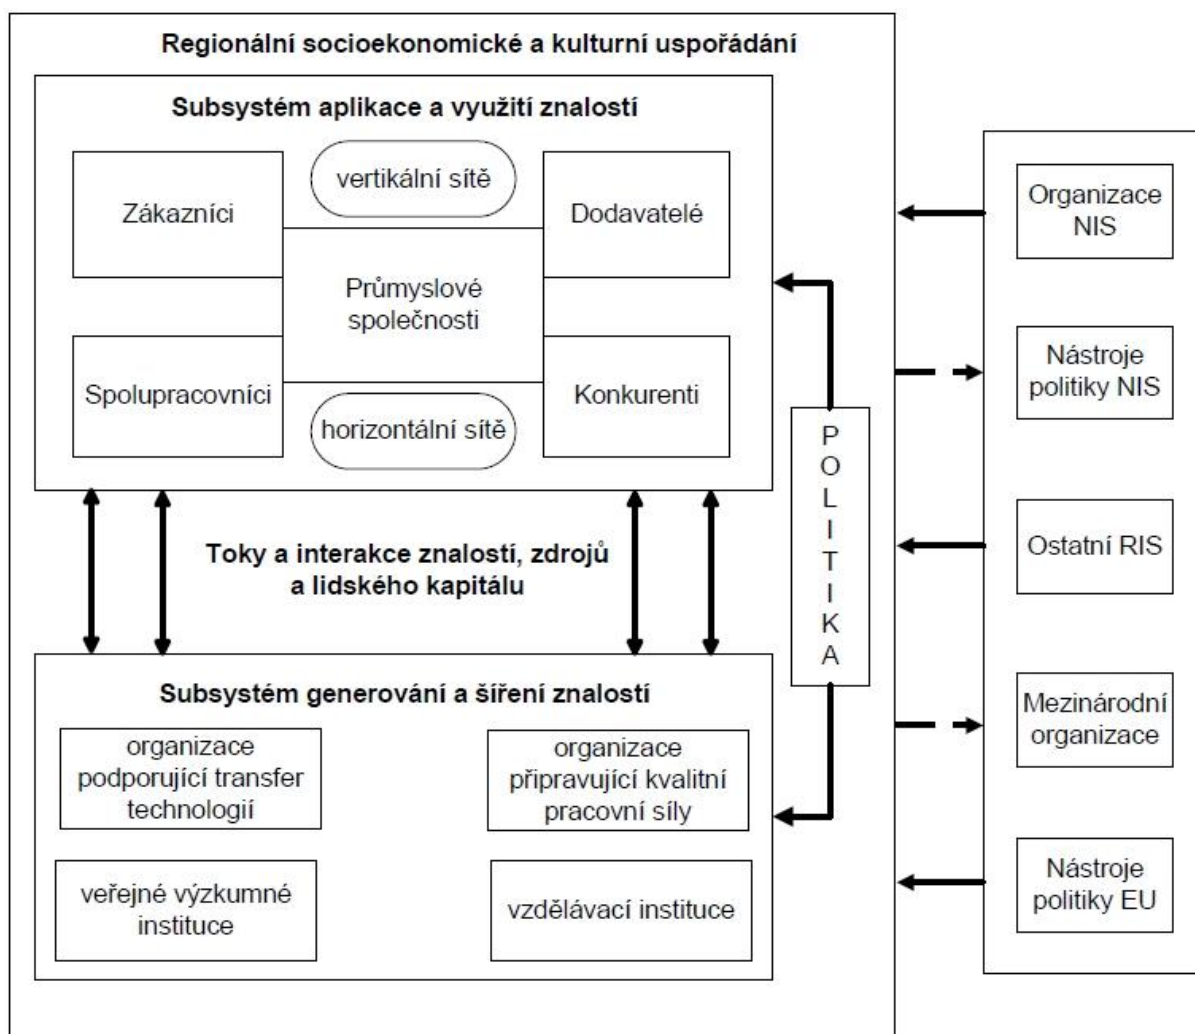 Regionální socioekonomické a kulturní uspořádání
Subsystém aplikace a využití znalostí
Zákazníci
vertikální sítě
Dodavatelé
Průmyslové
společnosti
Spolupracovníci
horizontální sítě
Konkurenti
Toky a interakce znalostí, zdrojů
a lidského kapitálu
Subsystém generování a šíření znalostí
organizace
podporující transfer
technologií
organizace
připravující kvalitní
pracovní síly
veřejné výzkumné
instituce
vzdělávací instituce
P
O
L
I
T
I
K
A
Organizace
NIS
Nástroje
politiky NIS
Ostatní RIS
Mezinárodní
organizace
Nástroje
politiky EU